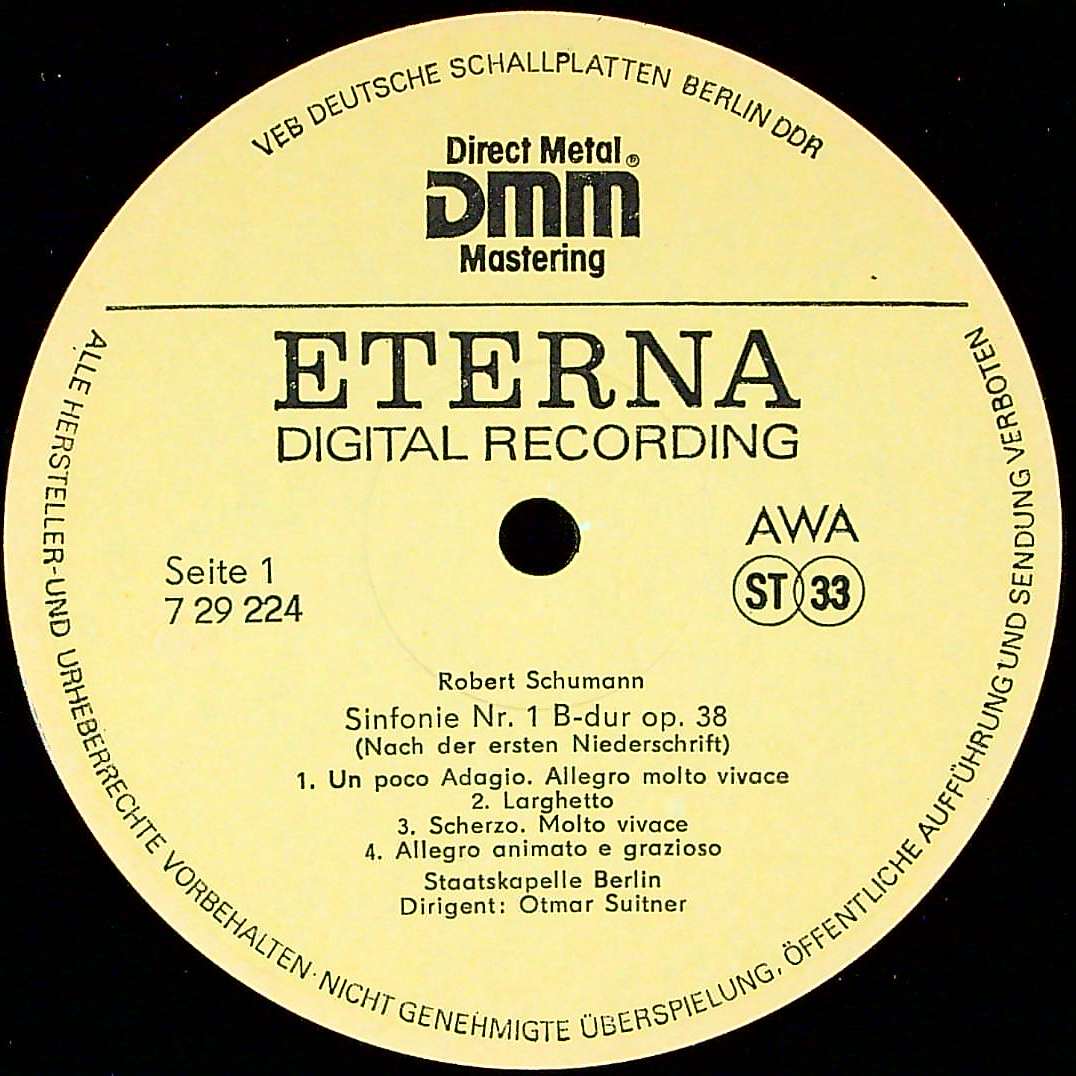 VEB DEUTSCHE SCHALLPLATTEN BERLIN DDR
Direct Metal ®
DMM
Mastering
ETERNA
DIGITAL RECORDING
AWA
ST 33
Seite 1
7 29 224
Robert Schumann
Sinfonie Nr. 1 B-dur op. 38
(Nach der ersten Niederschrift)
1. Un poco Adagio. Allegro molto vivace
2. Larghetto
3. Scherzo. Molto vivace
4. Allegro animato e grazioso
Staatskapelle Berlin
Dirigent: Otmar Suitner
ALLE HERSTELLER-UND URHEBERRECHTE VORBEHALTEN · NICHT GENEHMIGTE ÜBERSPIELUNG, ÖFFENTLICHE AUFFÜHRUNG UND SENDUNG VERBOTEN